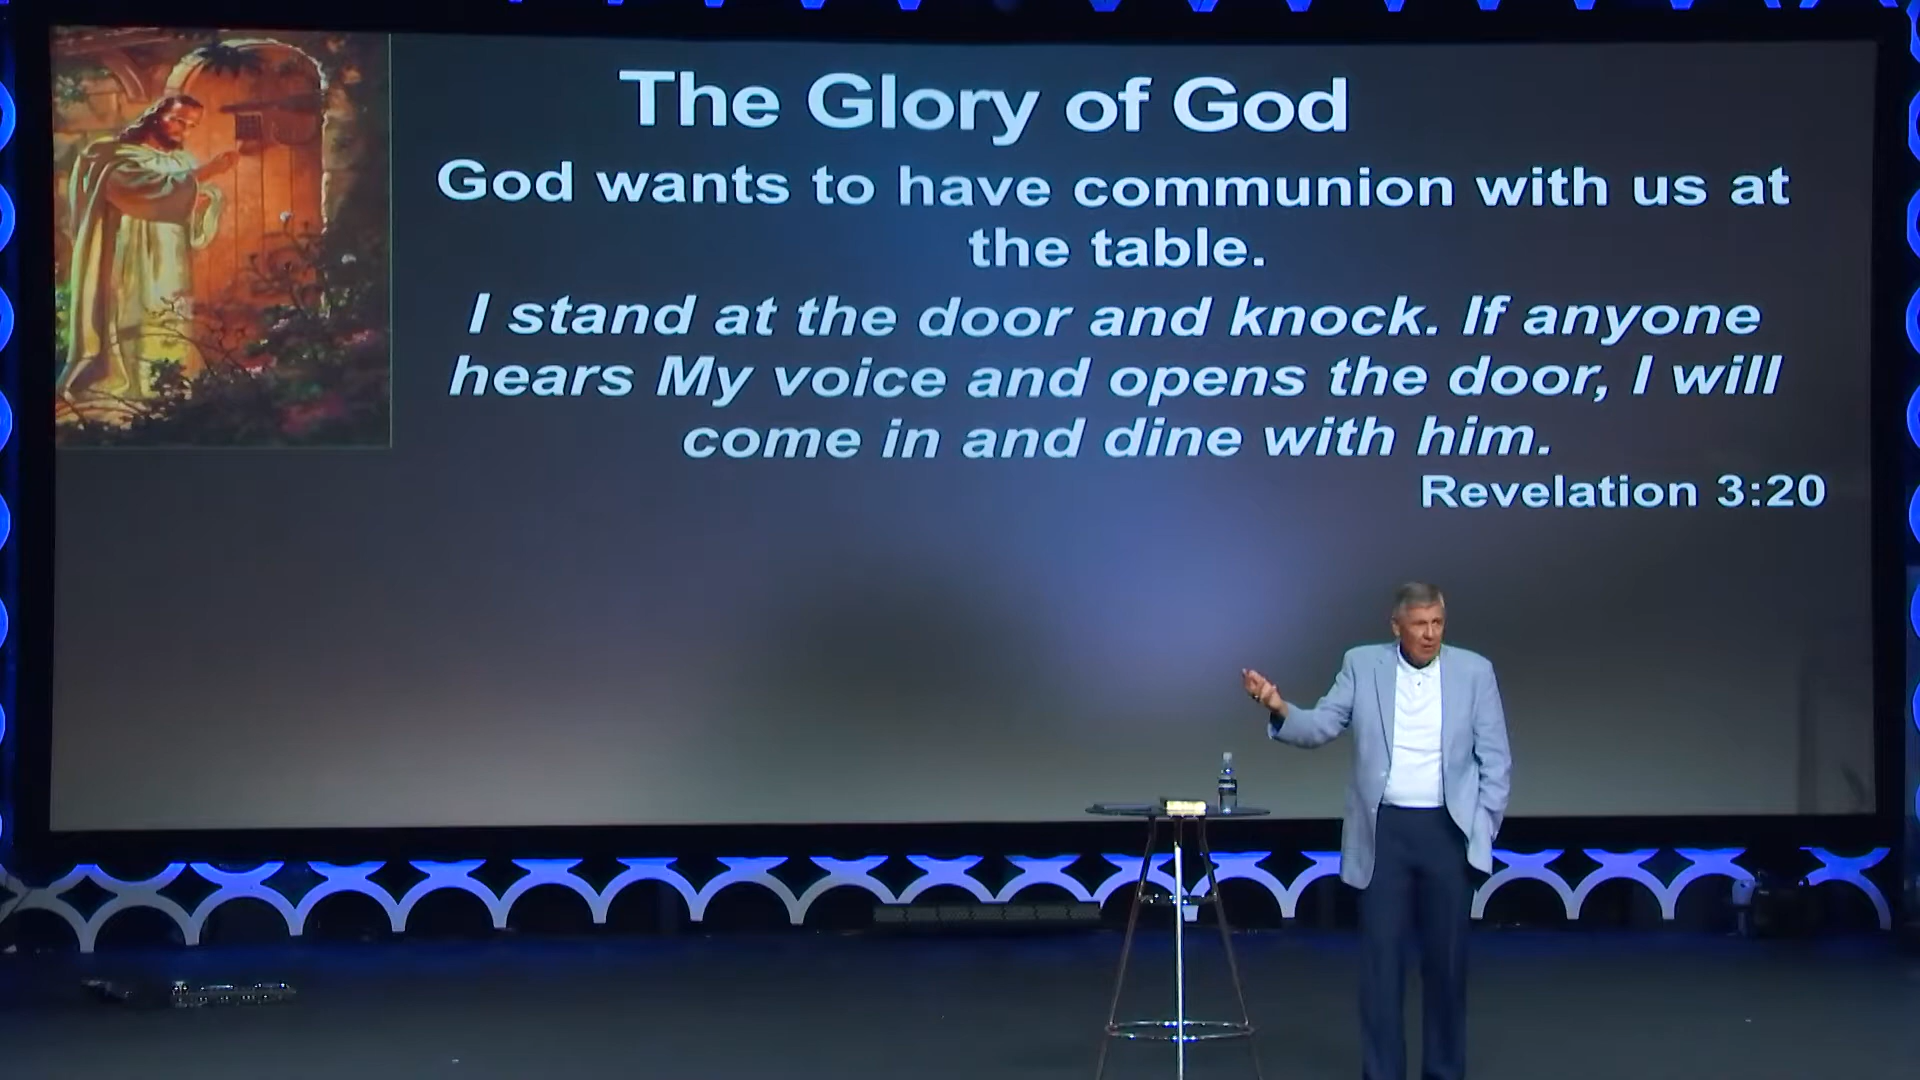 The Glory of God
God wants to have communion with us at
the table.
I stand at the door and knock. If anyone
hears My voice and opens the door, I will
come in and dine with him.
Revelation 3:20